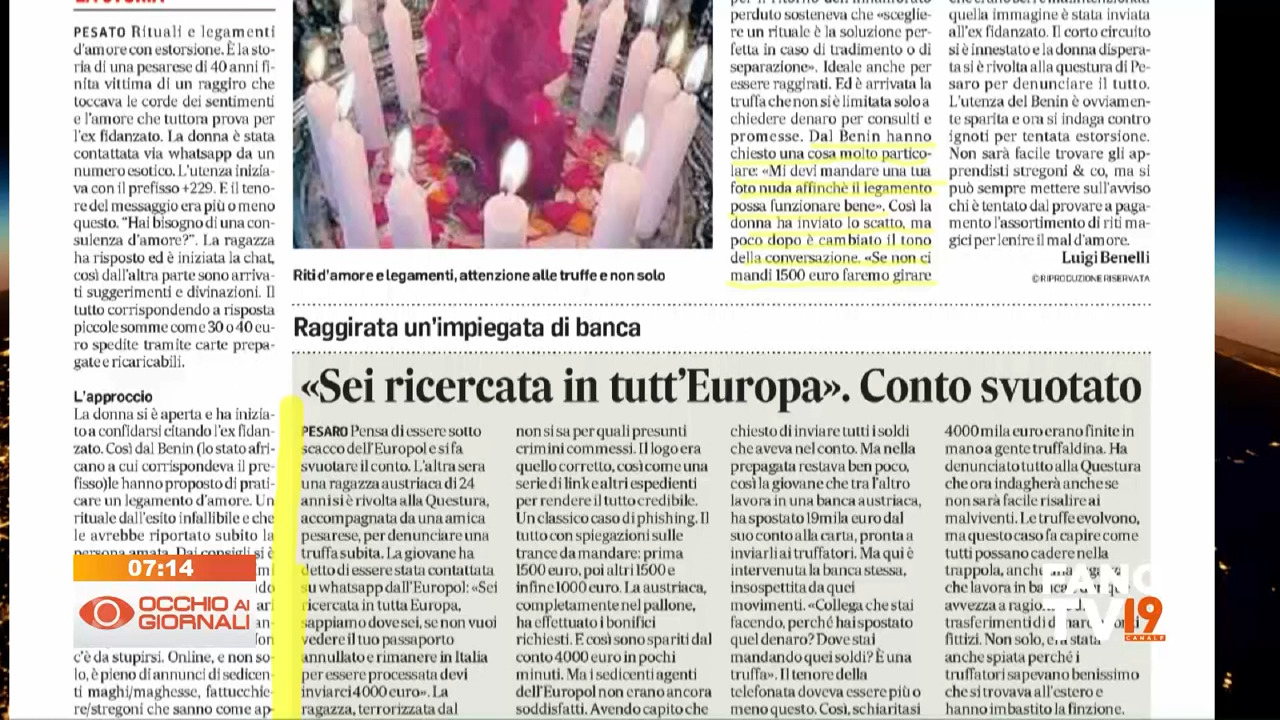 PESATO Rituali e legamenti
d'amore con estorsione. È la sto-
ria di una pesarese di 40 anni fi-
nita vittima di un raggiro che
toccava le corde dei sentimenti
e l'amore che tuttora prova per
l'ex fidanzato. La donna è stata
contattata via whatsapp da un
numero esotico. L'utenza inizia-
va con il prefisso +229. E il teno-
re del messaggio era più o meno
questo. "Hai bisogno di una con-
sulenza d'amore?". La ragazza
ha risposto ed è iniziata la chat,
così dall'altra parte sono arriva-
ti suggerimenti e divinazioni. Il
tutto corrispondendo a risposta
piccole somme come 30 o 40 eu-
ro spedite tramite carte prepa-
gate e ricaricabili.
L'approccio
La donna si è aperta e ha inizia-
to a confidarsi citando l'ex fidan-
zato. Così dal Benin (lo stato afri-
cano a cui corrispondeva il pre-
fisso)le hanno proposto di prati-
care un legamento d'amore. Un
rituale dall'esito infallibile e che
le avrebbe riportato subito la
persona amata. Dai consigli si è
c'è da stupirsi. Online, e non so-
lo, è pieno di annunci di sedicen-
ti maghi/maghesse, fattucchie-
re/stregoni che sanno come ap-
Riti d'amore e legamenti, attenzione alle truffe e non solo
perduto sosteneva che «sceglie-
re un rituale è la soluzione per-
fetta in caso di tradimento o di
separazione». Ideale anche per
essere raggirati. Ed è arrivata la
truffa che non si è limitata solo a
chiedere denaro per consulti e
promesse. Dal Benin hanno
chiesto una cosa molto partico-
lare: «Mi devi mandare una tua
foto nuda affinché il legamento
possa funzionare bene». Così la
donna ha inviato lo scatto, ma
poco dopo è cambiato il tono
della conversazione. «Se non ci
mandi 1500 euro faremo girare
quella immagine è stata inviata
all'ex fidanzato. Il corto circuito
si è innestato e la donna dispera-
ta si è rivolta alla questura di Pe-
saro per denunciare il tutto.
L'utenza del Benin è ovviamen-
te sparita e ora si indaga contro
ignoti per tentata estorsione.
Non sarà facile trovare gli ap-
prendisti stregoni & co, ma si
può sempre mettere sull'avviso
chi è tentato dal provare a paga-
mento l'assortimento di riti ma-
gici per lenire il mal d'amore.
Luigi Benelli
©RIPRODUZIONE RISERVATA
Raggirata un'impiegata di banca
«Sei ricercata in tutt'Europa». Conto svuotato
PESARO Pensa di essere sotto
scacco dell'Europol e si fa
svuotare il conto. L'altra sera
una ragazza austriaca di 24
anni si è rivolta alla Questura,
accompagnata da una amica
pesarese, per denunciare una
truffa subita. La giovane ha
detto di essere stata contattata
su whatsapp dall'Europol: «Sei
ricercata in tutta Europa,
sappiamo dove sei, se non vuoi
vedere il tuo passaporto
annullato e rimanere in Italia
per essere processata devi
inviarci 4000 euro». La
ragazza, terrorizzata dal
non si sa per quali presunti
crimini commessi. Il logo era
quello corretto, così come una
serie di link e altri espedienti
per rendere il tutto credibile.
Un classico caso di phishing. Il
tutto con spiegazioni sulle
trance da mandare: prima
1500 euro, poi altri 1500 e
infine 1000 euro. La austriaca,
completamente nel pallone,
ha effettuato i bonifici
richiesti. E così sono spariti dal
conto 4000 euro in pochi
minuti. Ma i sedicenti agenti
dell'Europol non erano ancora
soddisfatti. Avendo capito che
chiesto di inviare tutti i soldi
che aveva nel conto. Ma nella
prepagata restava ben poco,
così la giovane che tra l'altro
lavora in una banca austriaca,
ha spostato 19mila euro dal
suo conto alla carta, pronta a
inviarli ai truffatori. Ma qui è
intervenuta la banca stessa,
insospettita da quei
movimenti. «Collega che stai
facendo, perché hai spostato
quel denaro? Dove stai
mandando quei soldi? È una
truffa». Il tenore della
telefonata doveva essere più o
meno questo. Così, schiaritasi
4000mila euro erano finite in
mano a gente truffaldina. Ha
denunciato tutto alla Questura
che ora indagherà anche se
non sarà facile risalire ai
malviventi. Le truffe evolvono,
ma questo caso fa capire come
tutti possano cadere nella
trappola, anche una
che lavora in
avvezza a
trasferimenti di
fittizi. Non solo, era stata
anche spiata perché i
truffatori sapevano benissimo
che si trovava all'estero e
hanno imbastito la finzione.
07:14
OCCHIO AI
GIORNALI
FANO
TV19
CANALE